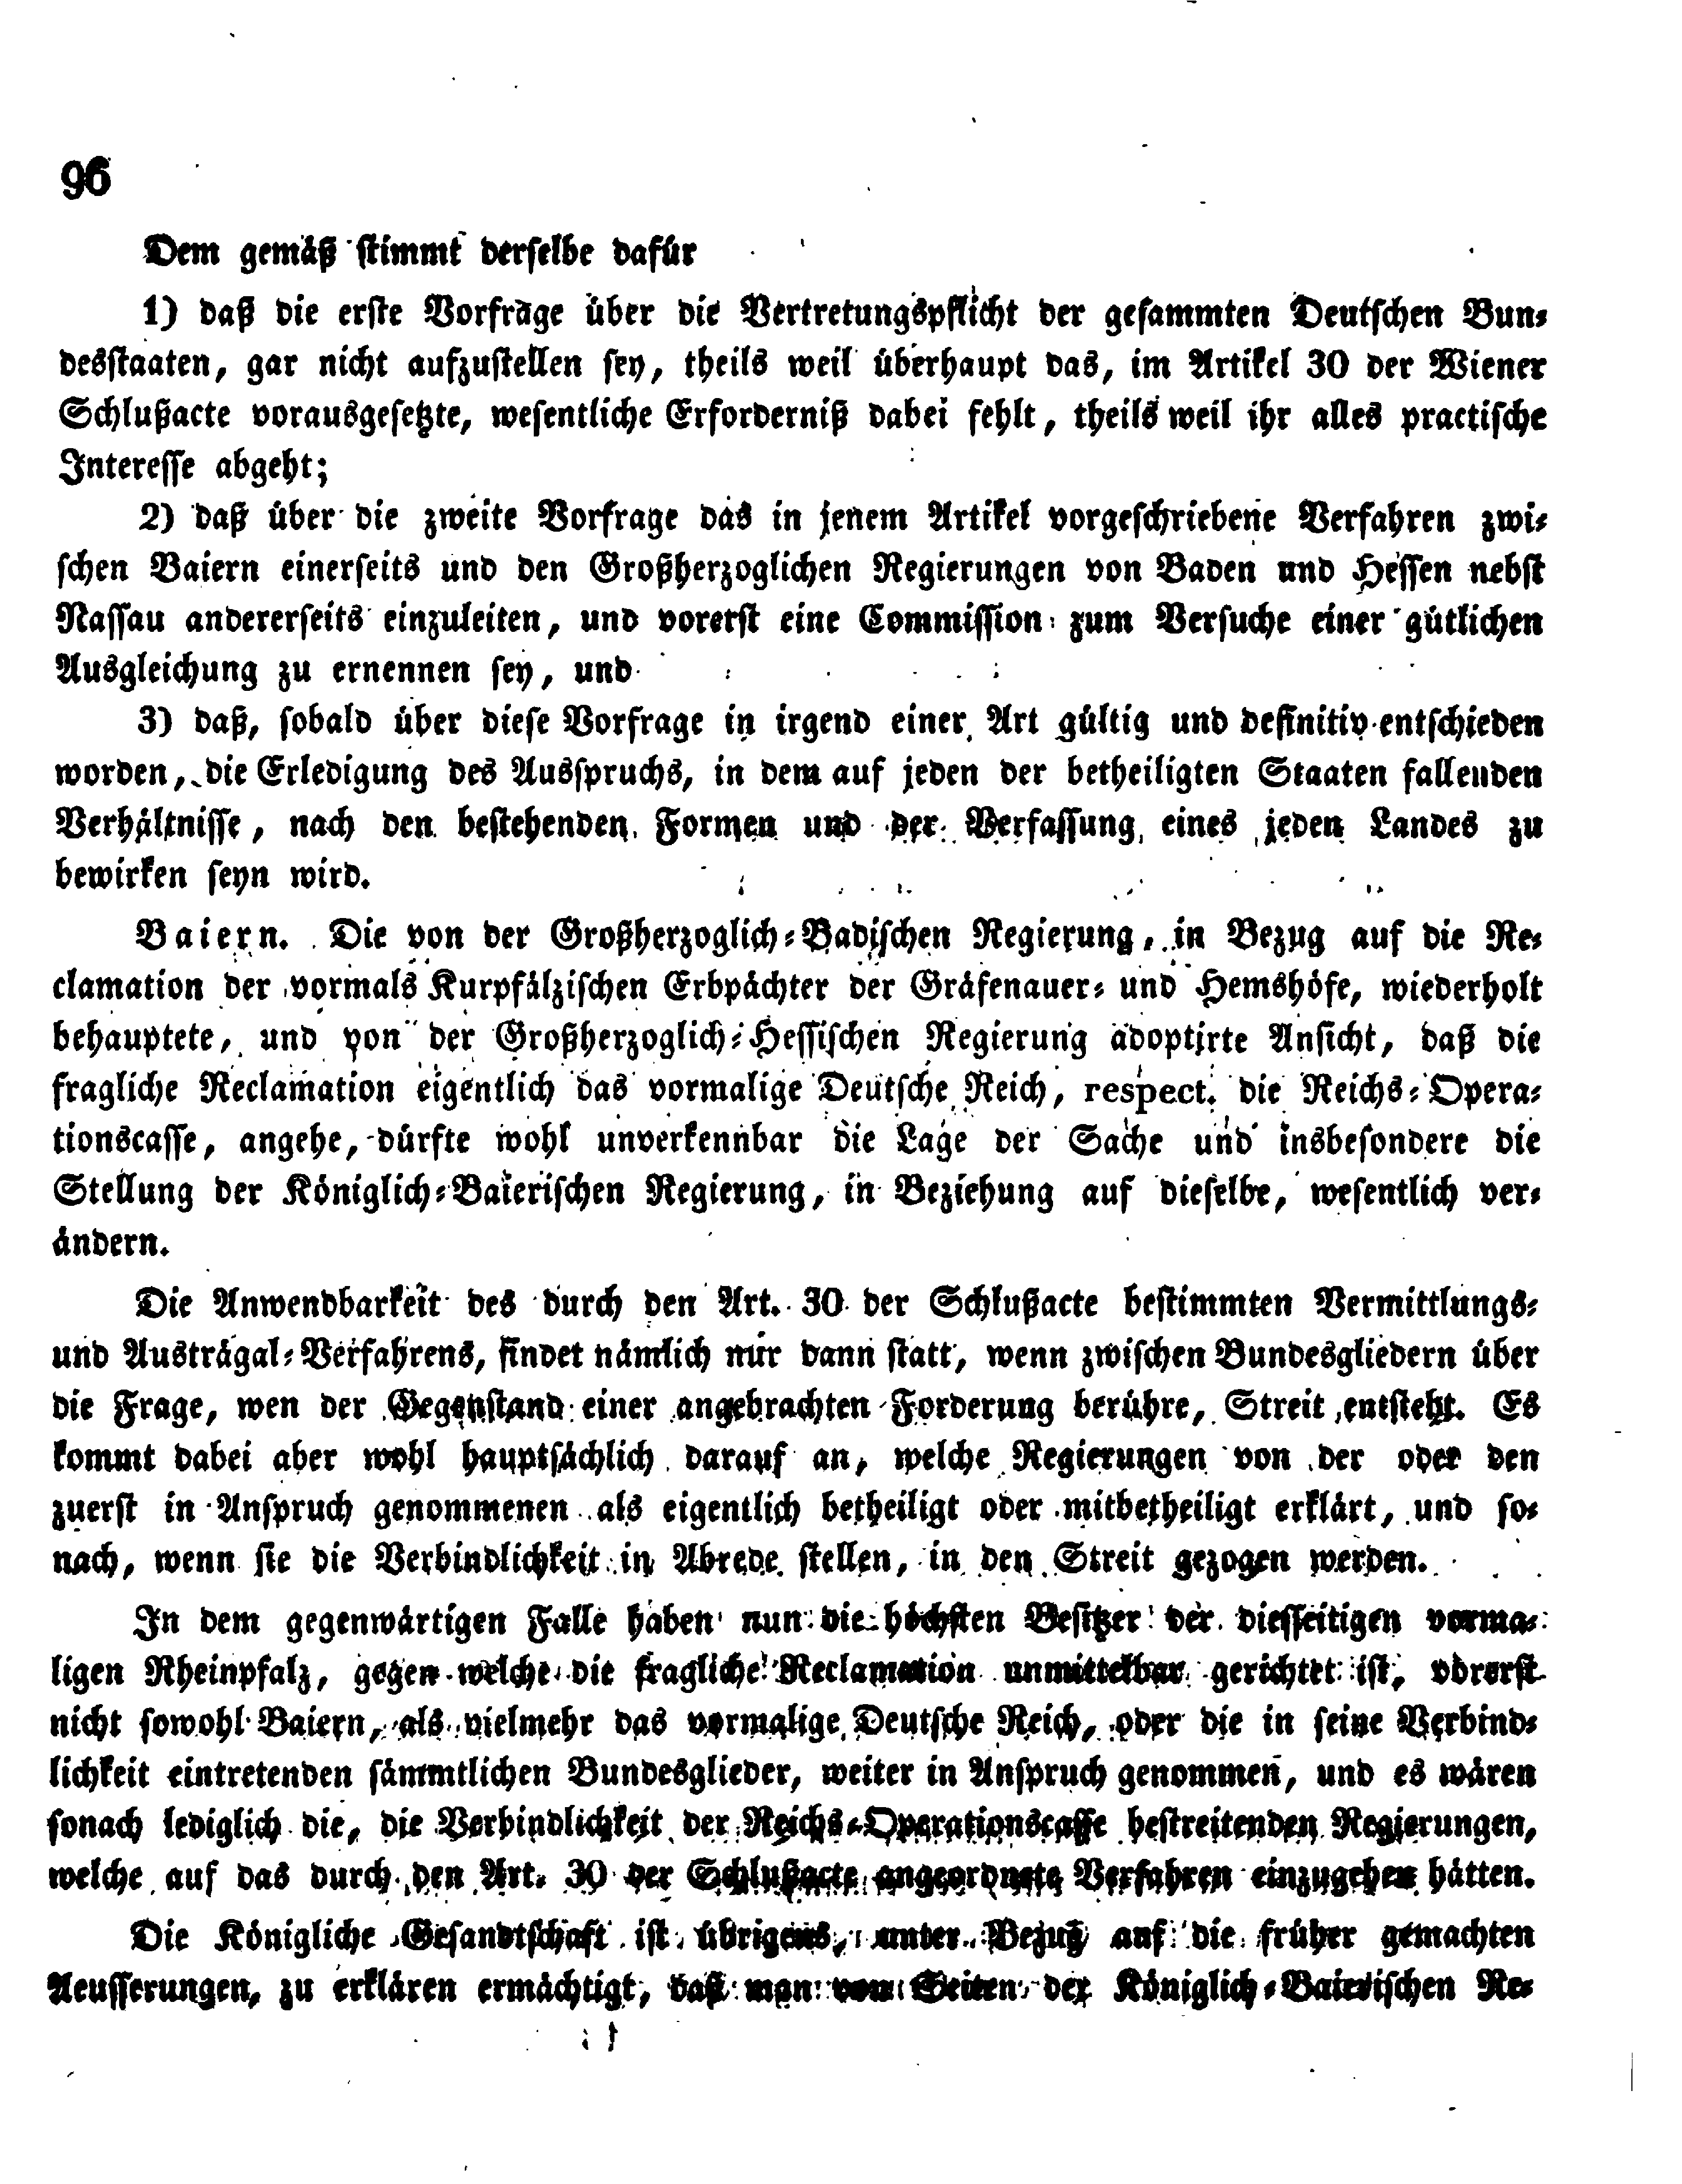 96
Dem gemäß stimmt derselbe dafür
1) daß die erste Vorfrage über die Vertretungspflicht der gesammten Deutschen Bun-
desstaaten, gar nicht aufzustellen sey, theils weil überhaupt das, im Artikel 30 der Wiener
Schlußacte vorausgesetzte, wesentliche Erforderniß dabei fehlt, theils weil ihr alles practische
Interesse abgeht;
2) daß über die zweite Vorfrage das in jenem Artikel vorgeschriebene Verfahren zwi-
schen Baiern einerseits und den Großherzoglichen Regierungen von Baden und Hessen nebst
Nassau andererseits einzuleiten, und vorerst eine Commission zum Versuche einer gütlichen
Ausgleichung zu ernennen sey, und
3) daß, sobald über diese Vorfrage in irgend einer Art gültig und definitiv entschieden
worden, die Erledigung des Ausspruchs, in dem auf jeden der betheiligten Staaten fallenden
Verhältnisse, nach den bestehenden Formen und der Verfassung eines jeden Landes zu
bewirken seyn wird.
Baiern. Die von der Großherzoglich-Badischen Regierung, in Bezug auf die Re-
clamation der vormals Kurpfälzischen Erbpächter der Gräfenauer- und Hemshöfe, wiederholt
behauptete, und von der Großherzoglich-Hessischen Regierung adoptirte Ansicht, daß die
fragliche Reclamation eigentlich das vormalige Deutsche Reich, respect. die Reichs-Opera-
tionscasse, angehe, dürfte wohl unverkennbar die Lage der Sache und insbesondere die
Stellung der Königlich-Baierischen Regierung, in Beziehung auf dieselbe, wesentlich ver-
ändern.
Die Anwendbarkeit des durch den Art. 30 der Schlußacte bestimmten Vermittlungs-
und Austrägal-Verfahrens, findet nämlich nur dann statt, wenn zwischen Bundesgliedern über
die Frage, wen der Gegenstand einer angebrachten Forderung berühre, Streit entsteht. Es
kommt dabei aber wohl hauptsächlich darauf an, welche Regierungen von der oder den
zuerst in Anspruch genommenen als eigentlich betheiligt oder mitbetheiligt erklärt, und so-
nach, wenn sie die Verbindlichkeit in Abrede stellen, in den Streit gezogen werden.
In dem gegenwärtigen Falle haben nun die höchsten Besitzer der diesseitigen vorma-
ligen Rheinpfalz, gegen welche die fragliche Reclamation unmittelbar gerichtet ist, vorerst
nicht sowohl Baiern, als vielmehr das vormalige Deutsche Reich, oder die in seine Verbind-
lichkeit eintretenden sämmtlichen Bundesglieder, weiter in Anspruch genommen, und es wären
sonach lediglich die, die Verbindlichkeit der Reichs-Operationscasse bestreitenden Regierungen,
welche auf das durch den Art. 30 der Schlußacte angeordnete Verfahren einzugehen hätten.
Die Königliche Gesandtschaft ist übrigens, unter Bezug auf die früher gemachten
Aeusserungen, zu erklären ermächtigt, daß man von Seiten der Königlich-Baierischen Re-